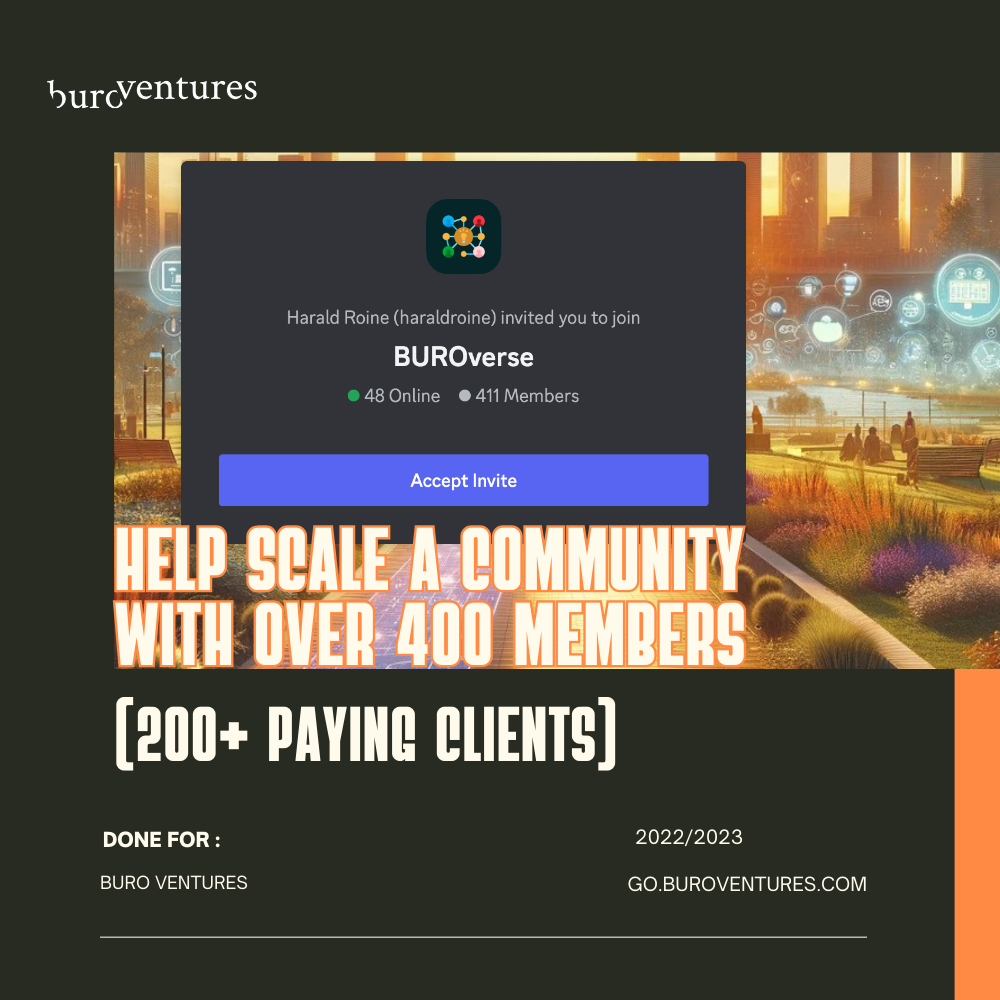 buroventures
Harald Roine (haraldroine) invited you to join
BUROverse
48 Online 411 Members
Accept Invite
HELP SCALE A COMMUNITY
WITH OVER 400 MEMBERS
(200+ PAYING CLIENTS)
DONE FOR :
2022/2023
BURO VENTURES
GO.BUROVENTURES.COM